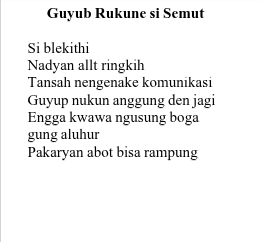 Guyub Rukune si Semut
Si blekithi
Nadyan allt ringkih
Tansah nengenake komunikasi
Guyup nukun anggung den jagi
Engga kwawa ngusung boga
gung aluhur
Pakaryan abot bisa rampung